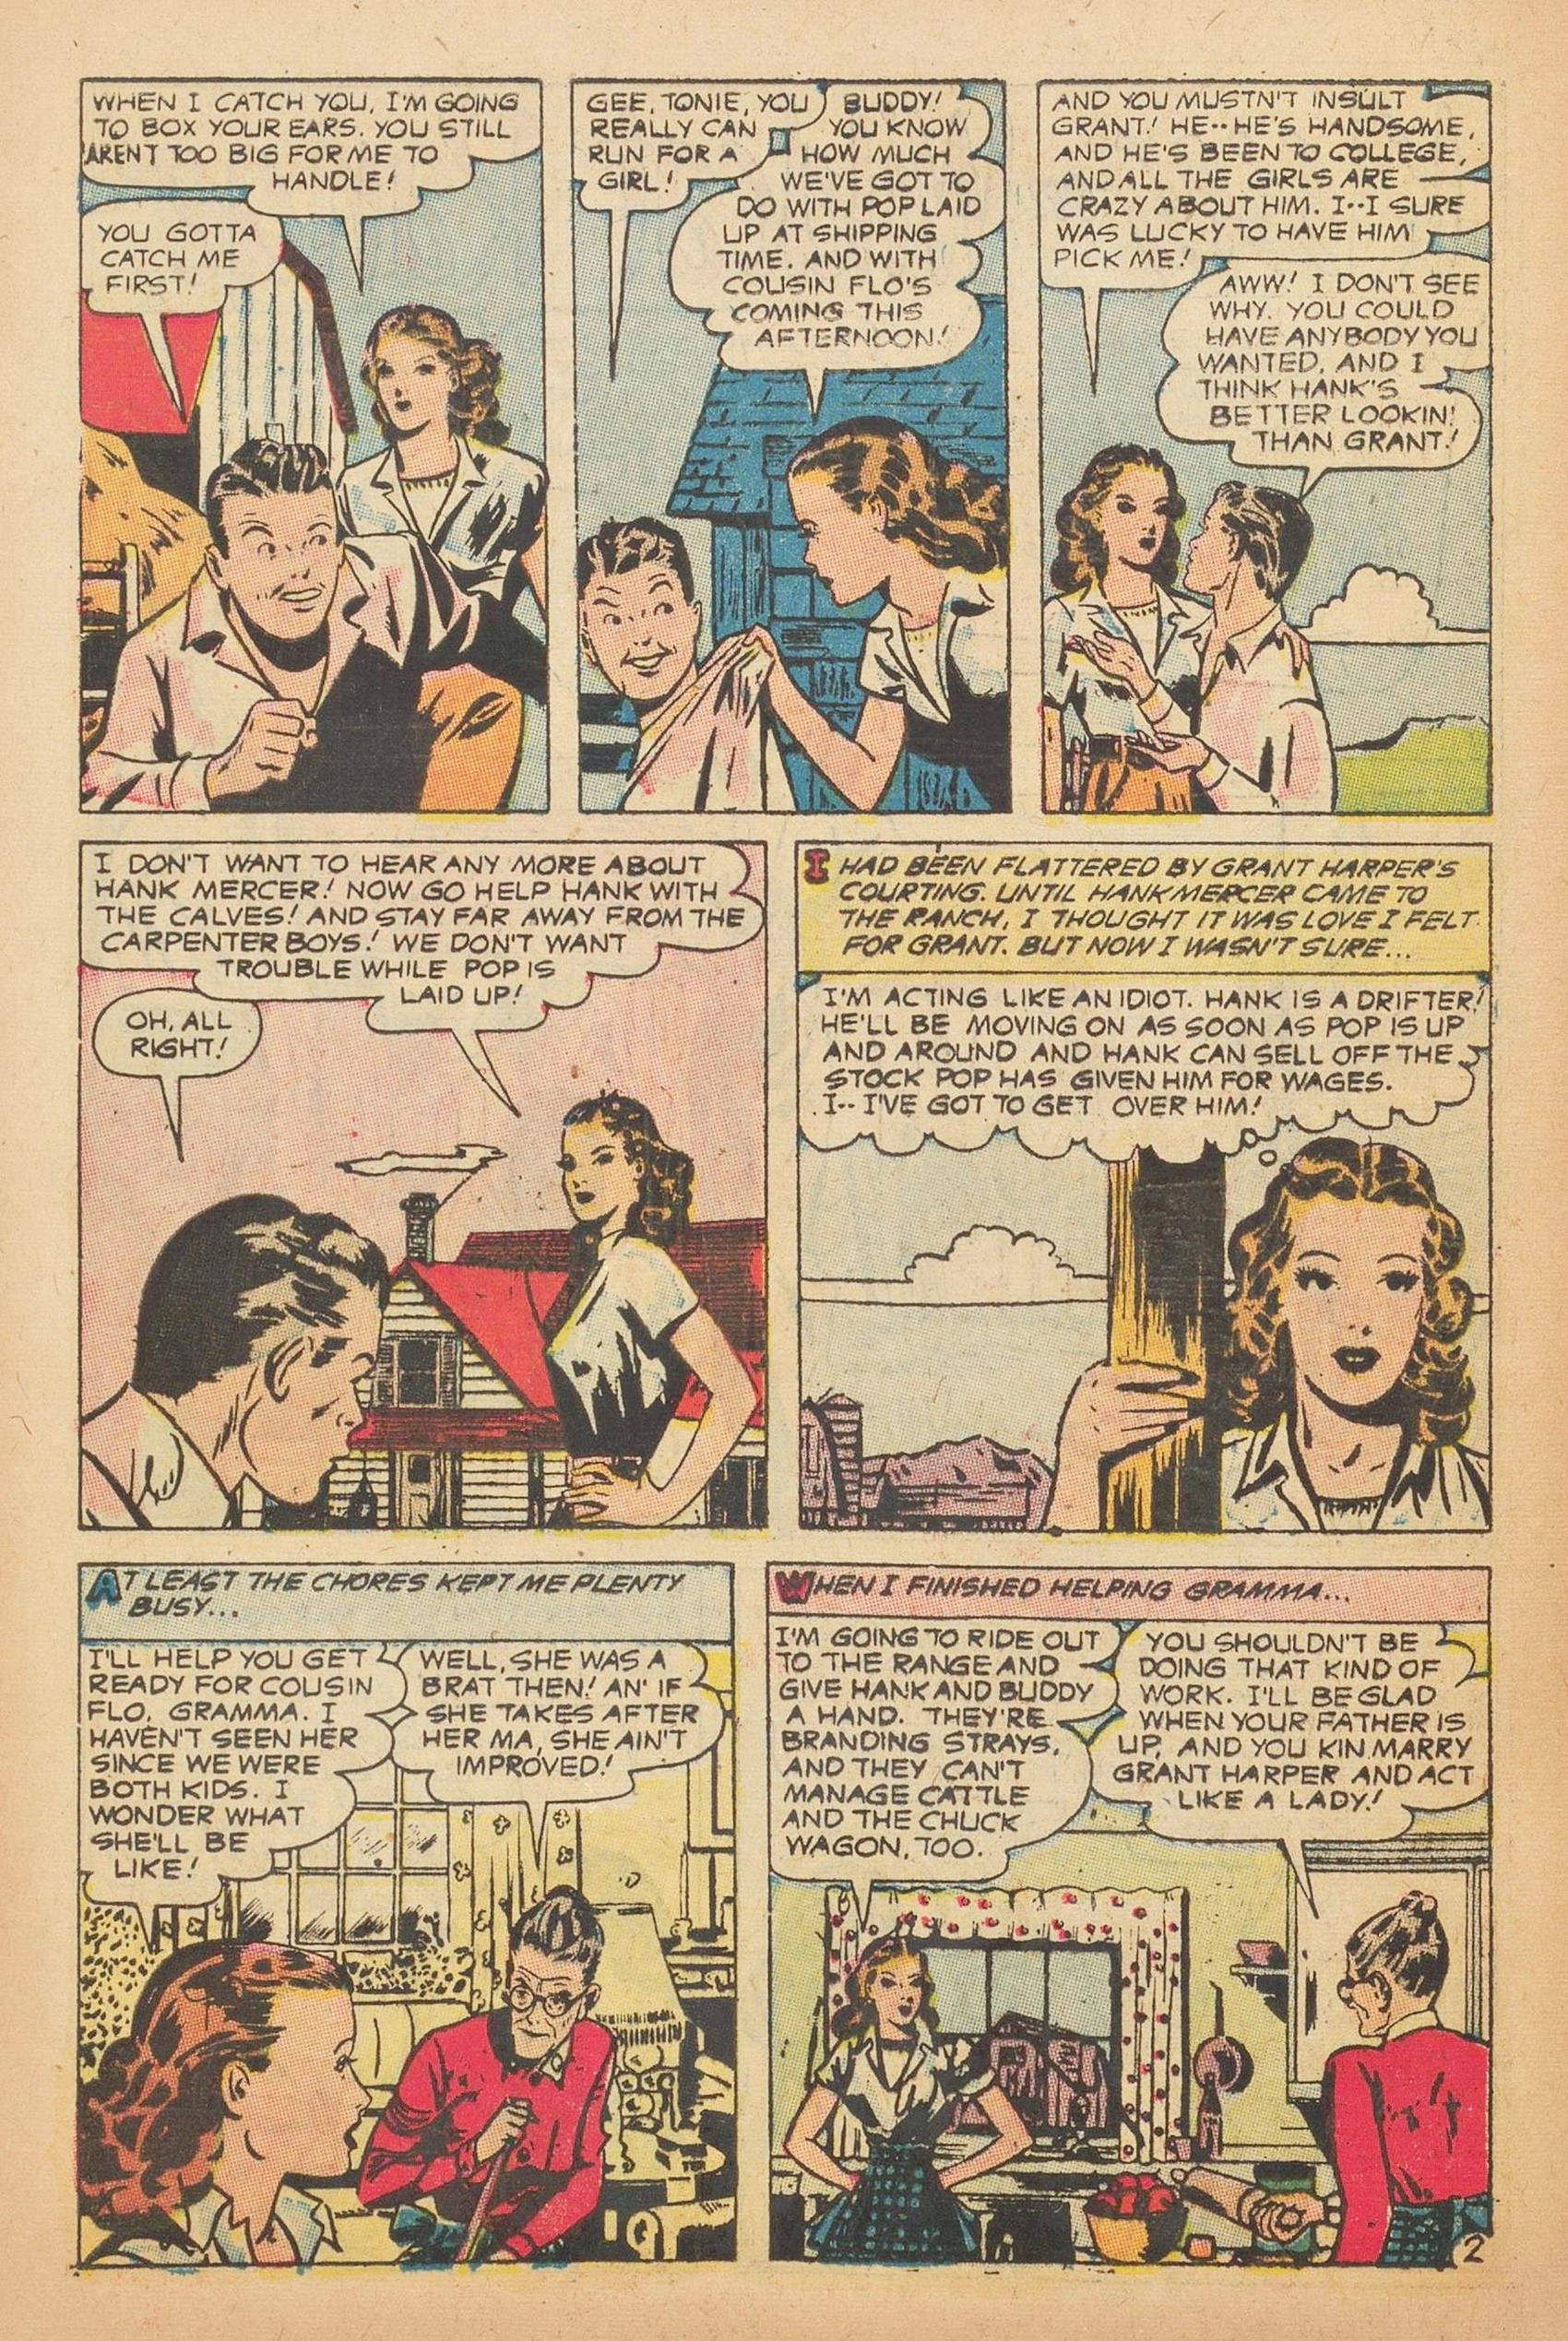 WHEN I CATCH YOU, I'M GOING
TO BOX YOUR EARS. YOU STILL
ARENT TOO BIG FOR ME TO
HANDLE!
YOU GOTTA
CATCH ME
FIRST!
GEE, TONIE, YOU
REALLY CAN
RUN FOR A
GIRL!
BUDDY!
YOU KNOW
HOW MUCH
WE'VE GOT TO
DO WITH POP LAID
UP AT SHIPPING
TIME. AND WITH
COUSIN FLO'S
COMING THIS
AFTERNOON!
AND YOU MUSTN'T INSULT
GRANT! HE--HE'S HANDSOME,
AND HE'S BEEN TO COLLEGE,
AND ALL THE GIRLS ARE
CRAZY ABOUT HIM. I--I SURE
WAS LUCKY TO HAVE HIM
PICK ME!
AWW! I DON'T SEE
WHY. YOU COULD
HAVE ANYBODY YOU
WANTED, AND I
THINK HANK'S
BETTER LOOKIN!
THAN GRANT!
I DON'T WANT TO HEAR ANY MORE ABOUT
HANK MERCER! NOW GO HELP HANK WITH
THE CALVES! AND STAY FAR AWAY FROM THE
CARPENTER BOYS! WE DON'T WANT
TROUBLE WHILE POP IS
LAID UP!
OH, ALL
RIGHT!
I HAD BEEN FLATTERED BY GRANT HARPER'S
COURTING. UNTIL HANK MERCER CAME TO
THE RANCH, I THOUGHT IT WAS LOVE I FELT
FOR GRANT. BUT NOW I WASN'T SURE...
I'M ACTING LIKE AN IDIOT. HANK IS A DRIFTER!
HE'LL BE MOVING ON AS SOON AS POP IS UP
AND AROUND AND HANK CAN SELL OFF THE
STOCK POP HAS GIVEN HIM FOR WAGES.
I-- I'VE GOT TO GET OVER HIM!
AT LEAST THE CHORES KEPT ME PLENTY
BUSY...
I'LL HELP YOU GET
READY FOR COUSIN
FLO, GRAMMA. I
HAVEN'T SEEN HER
SINCE WE WERE
BOTH KIDS. I
WONDER WHAT
SHE'LL BE
LIKE!
WELL, SHE WAS A
BRAT THEN! AN' IF
SHE TAKES AFTER
HER MA, SHE AIN'T
IMPROVED!
WHEN I FINISHED HELPING GRAMMA...
I'M GOING TO RIDE OUT
TO THE RANGE AND
GIVE HANK AND BUDDY
A HAND. THEY'RE
BRANDING STRAYS,
AND THEY CAN'T
MANAGE CATTLE
AND THE CHUCK
WAGON, TOO.
YOU SHOULDN'T BE
DOING THAT KIND OF
WORK. I'LL BE GLAD
WHEN YOUR FATHER IS
UP, AND YOU KIN MARRY
GRANT HARPER AND ACT
LIKE A LADY!
2